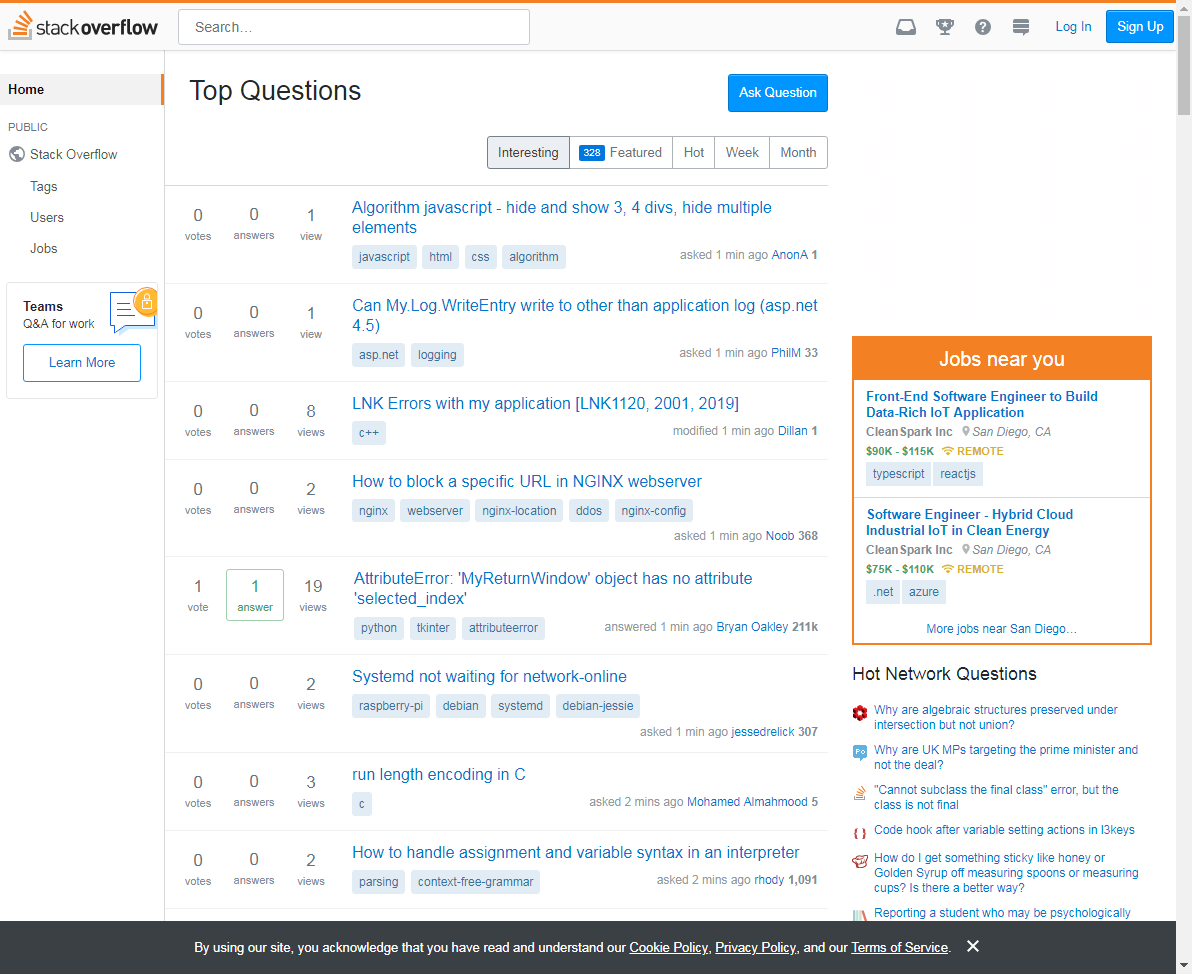 stackoverflow
Search…
Log In
Sign Up
Home
PUBLIC
Stack Overflow
Tags
Users
Jobs
Teams
Q&A for work
Learn More
Top Questions
Ask Question
Interesting
328 Featured
Hot
Week
Month
0 votes
0 answers
1 view
Algorithm javascript - hide and show 3, 4 divs, hide multiple
elements
javascript html css algorithm
asked 1 min ago AnonA 1
0 votes
0 answers
1 view
Can My.Log.WriteEntry write to other than application log (asp.net
4.5)
asp.net logging
asked 1 min ago PhilM 33
0 votes
0 answers
8 views
LNK Errors with my application [LNK1120, 2001, 2019]
c++
modified 1 min ago Dillan 1
0 votes
0 answers
2 views
How to block a specific URL in NGINX webserver
nginx webserver nginx-location ddos nginx-config
asked 1 min ago Noob 368
1 vote
1 answer
19 views
AttributeError: 'MyReturnWindow' object has no attribute
'selected_index'
python tkinter attributeerror
answered 1 min ago Bryan Oakley 211k
0 votes
0 answers
2 views
Systemd not waiting for network-online
raspberry-pi debian systemd debian-jessie
asked 1 min ago jessedrelick 307
0 votes
0 answers
3 views
run length encoding in C
c
asked 2 mins ago Mohamed Almahmood 5
0 votes
0 answers
2 views
How to handle assignment and variable syntax in an interpreter
parsing context-free-grammar
asked 2 mins ago rhody 1,091
Jobs near you
Front-End Software Engineer to Build
Data-Rich IoT Application
CleanSpark Inc San Diego, CA
$90K - $115K REMOTE
typescript reactjs
Software Engineer - Hybrid Cloud
Industrial IoT in Clean Energy
CleanSpark Inc San Diego, CA
$75K - $110K REMOTE
.net azure
More jobs near San Diego…
Hot Network Questions
Why are algebraic structures preserved under
intersection but not union?
Po
Why are UK MPs targeting the prime minister and
not the deal?
"Cannot subclass the final class" error, but the
class is not final
Code hook after variable setting actions in l3keys
How do I get something sticky like honey or
Golden Syrup off measuring spoons or measuring
cups? Is there a better way?
Reporting a student who may be psychologically
By using our site, you acknowledge that you have read and understand our Cookie Policy, Privacy Policy, and our Terms of Service.